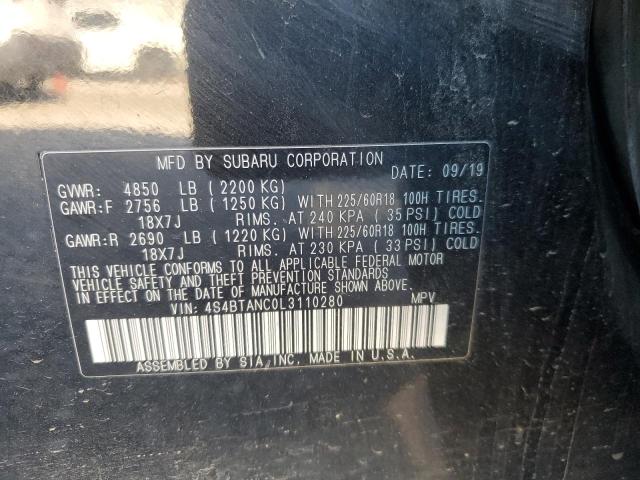 MFD BY SUBARU CORPORATION DATE: 09/19
GVWR: 4850 LB ( 2200 KG)
GAWR:F 2756 LB ( 1250 KG) WITH 225/60R18 100H TIRES.
18X7J RIMS. AT 240 KPA ( 35 PSI) COLD
GAWR:R 2690 LB ( 1220 KG) WITH 225/60R18 100H TIRES.
18X7J RIMS. AT 230 KPA ( 33 PSI) COLD
THIS VEHICLE CONFORMS TO ALL APPLICABLE FEDERAL MOTOR
VEHICLE SAFETY AND THEFT PREVENTION STANDARDS
IN EFFECT ON THE DATE OF MANUFACTURE SHOWN ABOVE.
VIN: 4S4BTANC0L3110280 MPV
ASSEMBLED BY SIA,INC. MADE IN U.S.A.